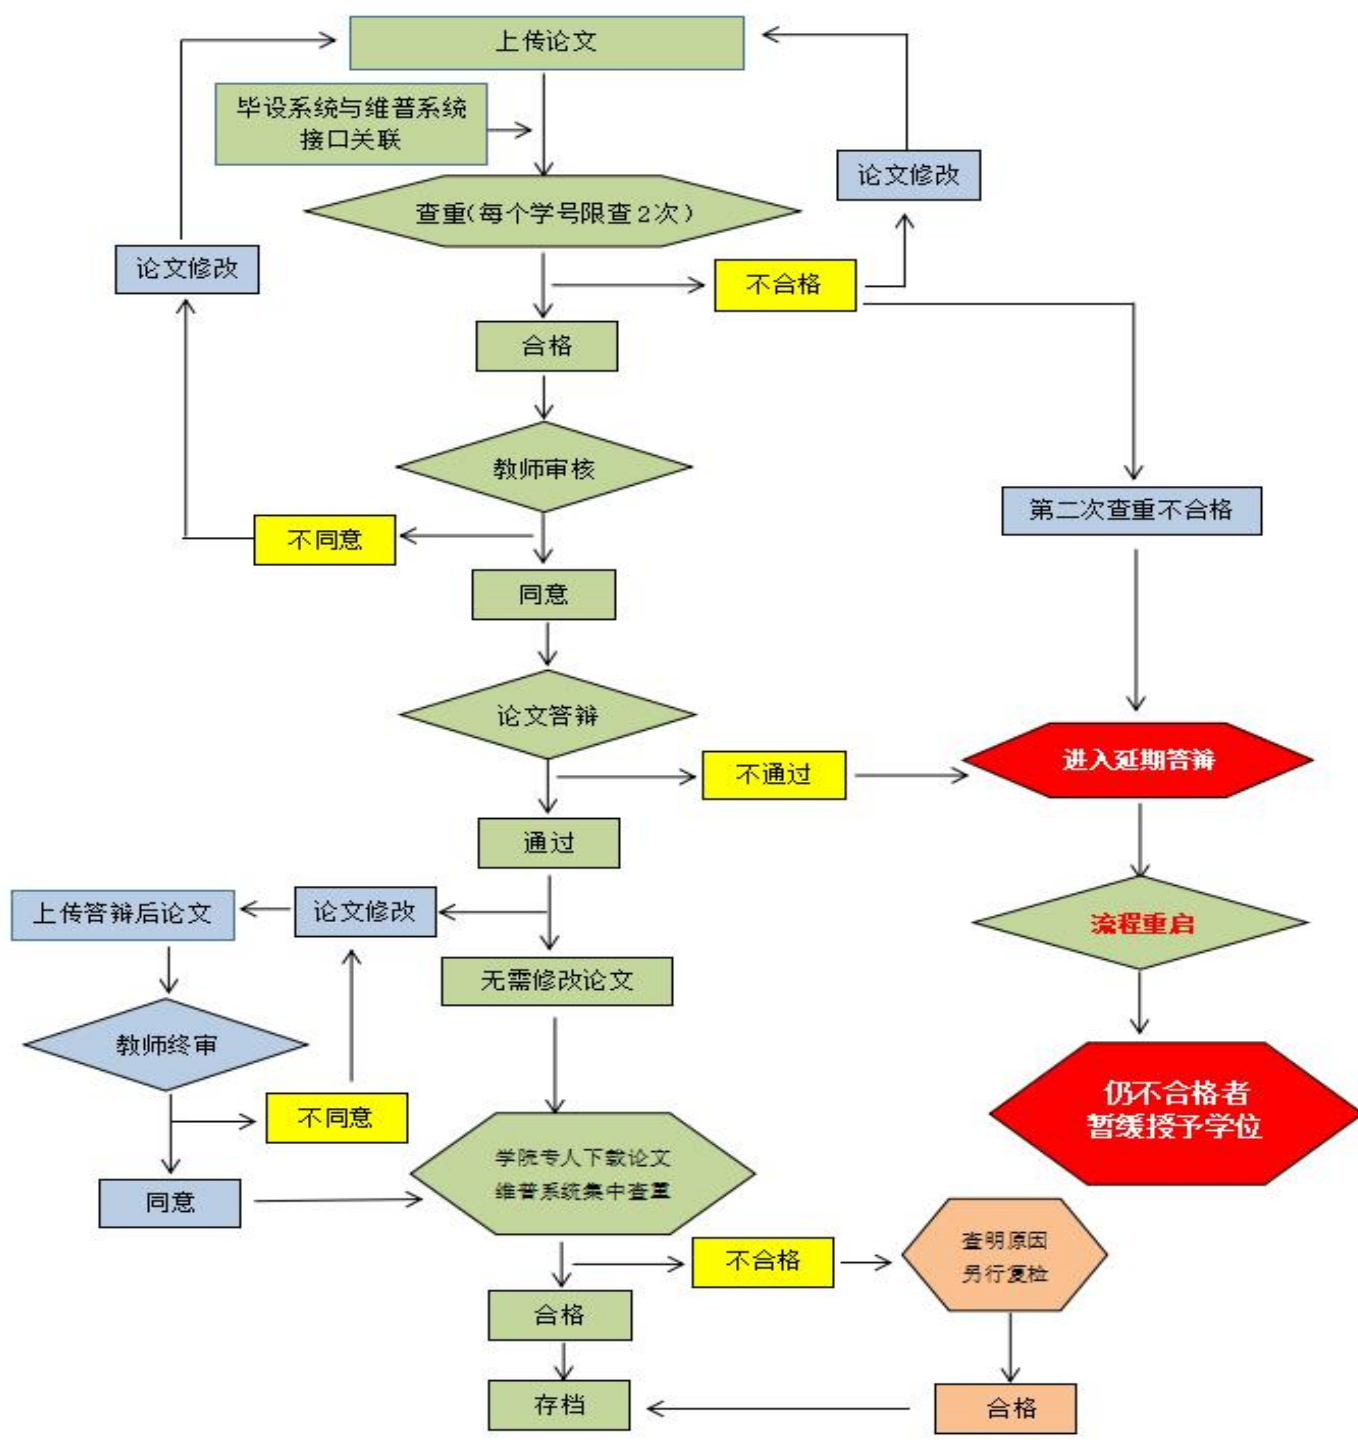 上传论文
毕设系统与维普系统
接口关联
论文修改
查重(每个学号限查2次)
论文修改
不合格
合格
教师审核
第二次查重不合格
不同意
同意
论文答辩
进入延期答辩
不通过
通过
上传答辩后论文
论文修改
流程重启
无需修改论文
教师终审
不同意
仍不合格者
暂缓授予学位
学院专人下载论文
维普系统集中查重
同意
不合格
查明原因
另行复检
合格
存档
合格